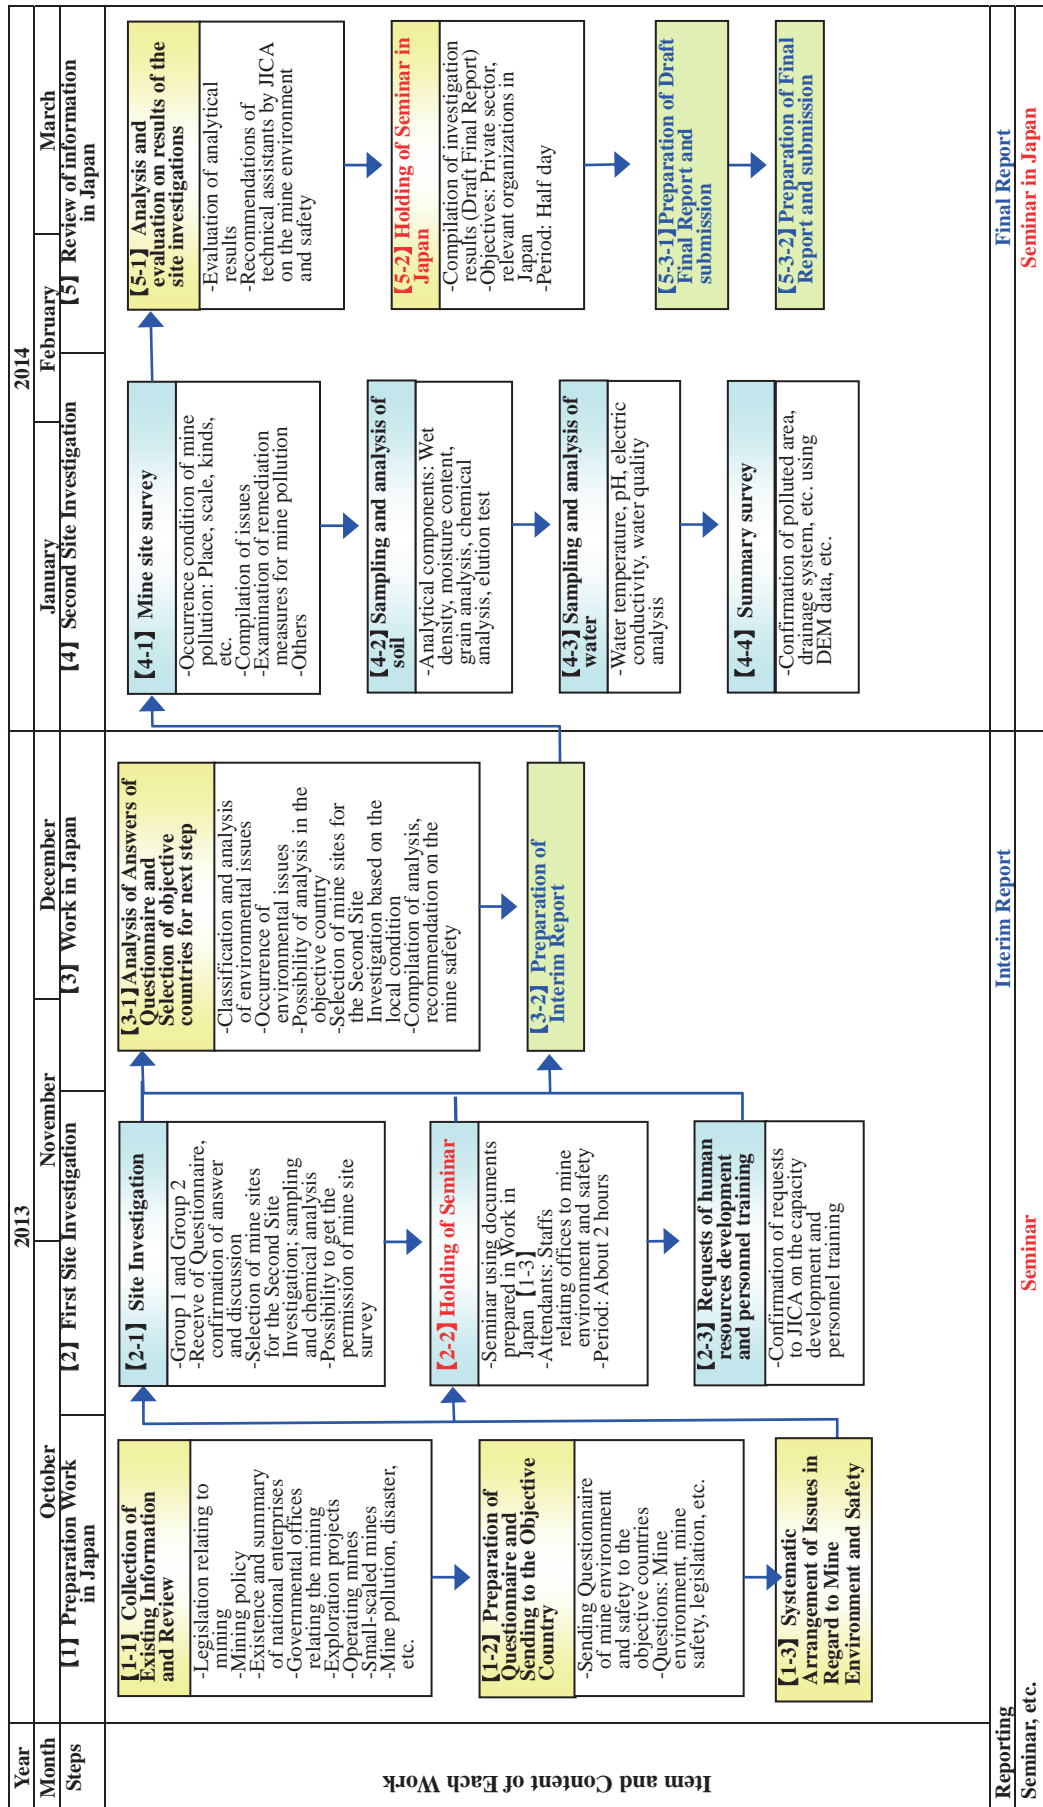 Year
2013
2014
Month
October
November
December
January
February
March
Steps
【1】Preparation Work
in Japan
【2】First Site Investigation
【3】Work in Japan
【4】Second Site Investigation
【5】Review of information
in Japan
Item and Content of Each Work
【1-1】Collection of
Existing Information
and Review
-Legislation relating to
mining
-Mining policy
-Existence and summary
of national enterprises
-Governmental offices
relating the mining
-Exploration projects
-Operating mines
-Small-scaled mines
-Mine pollution, disaster,
etc.
【1-2】Preparation of
Questionnaire and
Sending to the Objective
Country
-Sending Questionnaire
of mine environment
and safety to the
objective countries
-Questions: Mine
environment, mine
safety, legislation, etc.
【1-3】Systematic
Arrangement of Issues in
Regard to Mine
Environment and Safety
【2-1】Site Investigation
-Group 1 and Group 2
-Receive of Questionnaire,
confirmation of answer
and discussion
-Selection of mine sites
for the Second Site
Investigation, sampling
and chemical analysis
-Possibility to get the
permission of mine site
survey
【2-2】Holding of Seminar
-Seminar using documents
prepared in Work in
Japan【1-3】
-Attendants: Staffs
relating offices to mine
environment and safety
-Period: About 2 hours
【2-3】Requests of human
resources development
and personnel training
-Confirmation of requests
to JICA on the capacity
development and
personnel training
【3-1】Analysis of Answers of
Questionnaire and
Selection of objective
countries for next step
-Classification and analysis
of environmental issues
-Occurrence of
environmental issues
-Possibility of analysis in the
objective country
-Selection of mine sites for
the Second Site
Investigation based on the
local condition
-Compilation of analysis,
recommendation on the
mine safety
【3-2】Preparation of
Interim Report
【4-1】Mine site survey
-Occurrence condition of mine
pollution: Place, scale, kinds,
etc.
-Compilation of issues
-Examination of remediation
measures for mine pollution
-Others
【4-2】Sampling and analysis of
soil
-Analytical components: Wet
density, moisture content,
grain analysis, chemical
analysis, elution test
【4-3】Sampling and analysis of
water
-Water temperature, pH, electric
conductivity, water quality
analysis
【4-4】Summary survey
-Confirmation of polluted area,
drainage system, etc. using
DEM data, etc.
【5-1】Analysis and
evaluation on results of the
site investigations
-Evaluation of analytical
results
-Recommendations of
technical assistants by JICA
on the mine environment
and safety
【5-2】Holding of Seminar in
Japan
-Compilation of investigation
results (Draft Final Report)
-Objectives: Private sector,
relevant organizations in
Japan
-Period: Half day
【5-3-1】Preparation of Draft
Final Report and
submission
【5-3-2】Preparation of Final
Report and submission
Reporting
Interim Report
Final Report
Seminar, etc.
Seminar
Seminar in Japan